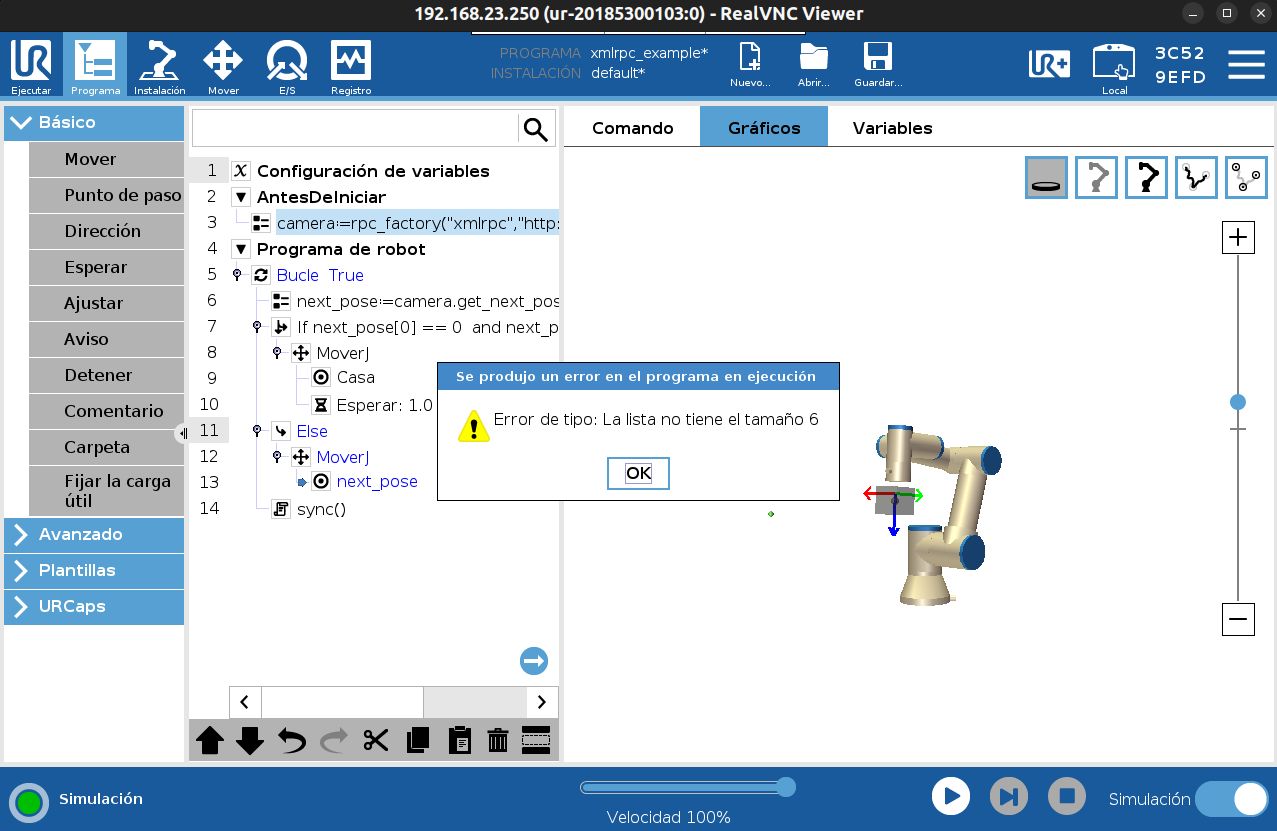 192.168.23.250 (ur-20185300103:0) - RealVNC Viewer
UR
Ejecutar
Programa
Instalación
Mover
E/S
Registro
PROGRAMA xmlrpc_example*
INSTALACIÓN default*
Nuevo...
Abrir...
Guardar...
UR+
Local
3C52
9EFD
Básico
Mover
Punto de paso
Dirección
Esperar
Ajustar
Aviso
Detener
Comentario
Carpeta
Fijar la carga
útil
Avanzado
Plantillas
URCaps
1 X Configuración de variables
2 AntesDeIniciar
3 camera:=rpc_factory("xmlrpc","http:
4 Programa de robot
5 Bucle True
6 next_pose:=camera.get_next_pos
7 If next_pose[0] == 0 and next_p
8 MoverJ
9 Casa
10 Esperar: 1.0
11 Else
12 MoverJ
13 next_pose
14 sync()
Comando
Gráficos
Variables
Se produjo un error en el programa en ejecución
Error de tipo: La lista no tiene el tamaño 6
OK
Simulación
Velocidad 100%
Simulación